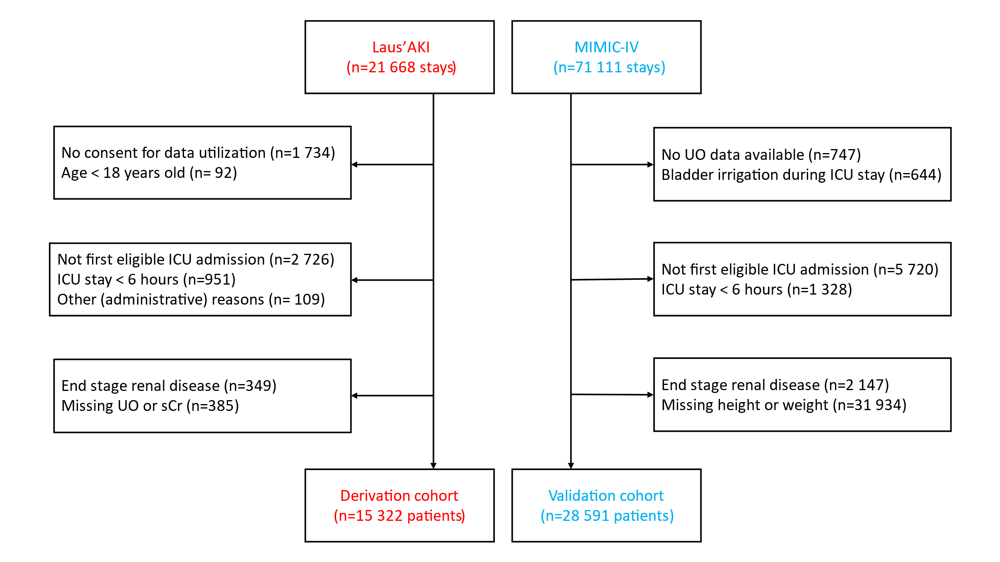 Laus’AKI
(n=21 668 stays)
MIMIC-IV
(n=71 111 stays)
No consent for data utilization (n=1 734)
Age < 18 years old (n= 92)
No UO data available (n=747)
Bladder irrigation during ICU stay (n=644)
Not first eligible ICU admission (n=2 726)
ICU stay < 6 hours (n=951)
Other (administrative) reasons (n= 109)
Not first eligible ICU admission (n=5 720)
ICU stay < 6 hours (n=1 328)
End stage renal disease (n=349)
Missing UO or sCr (n=385)
End stage renal disease (n=2 147)
Missing height or weight (n=31 934)
Derivation cohort
(n=15 322 patients)
Validation cohort
(n=28 591 patients)